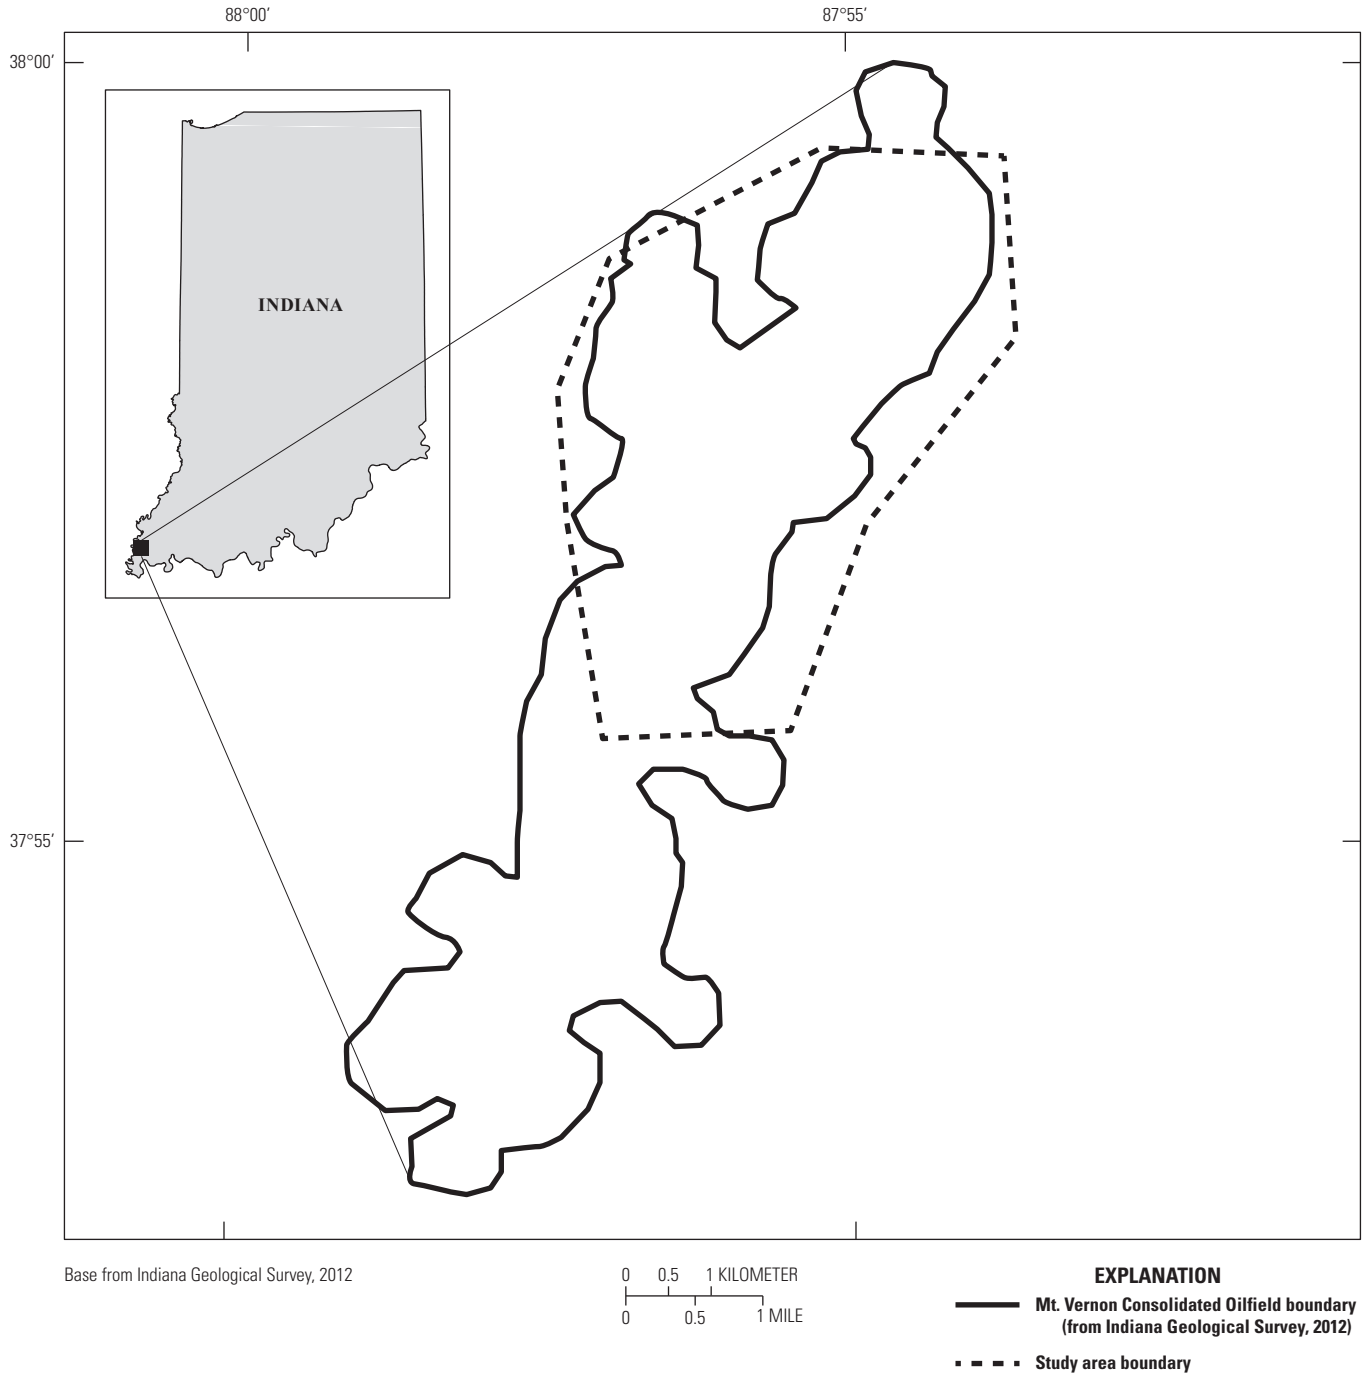 88°00′
87°55′
38°00′
INDIANA
37°55′
Base from Indiana Geological Survey, 2012
0 0.5 1 KILOMETER
0 0.5 1 MILE
EXPLANATION
Mt. Vernon Consolidated Oilfield boundary
(from Indiana Geological Survey, 2012)
Study area boundary